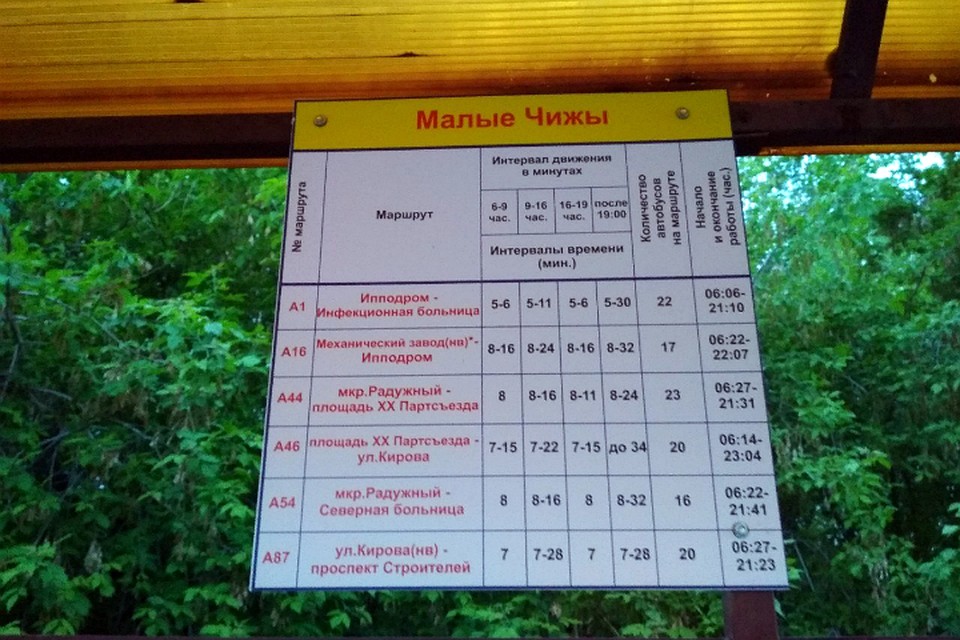 Малые Чижы
№ маршрута
Маршрут
Интервал движения
в минутах
6-9
час.
9-16
час.
16-19
час.
после
19:00
Интервалы времени
(мин.)
Количество
автобусов
на маршруте
Начало
и окончание
работы (час.)
А1
Ипподром -
Инфекционная больница
5-6 5-11 5-6 5-30 22
06:06-
21:10
А16
Механический завод(нв)*-
Ипподром
8-16 8-24 8-16 8-32 17
06:22-
22:07
А44
мкр.Радужный -
площадь XX Партсъезда
8 8-16 8-11 8-24 23
06:27-
21:31
А46
площадь XX Партсъезда -
ул.Кирова
7-15 7-22 7-15 до 34 20
06:14-
23:04
А54
мкр.Радужный -
Северная больница
8 8-16 8 8-32 16
06:22-
21:41
А87
ул.Кирова(нв) -
проспект Строителей
7 7-28 7 7-28 20
06:27-
21:23